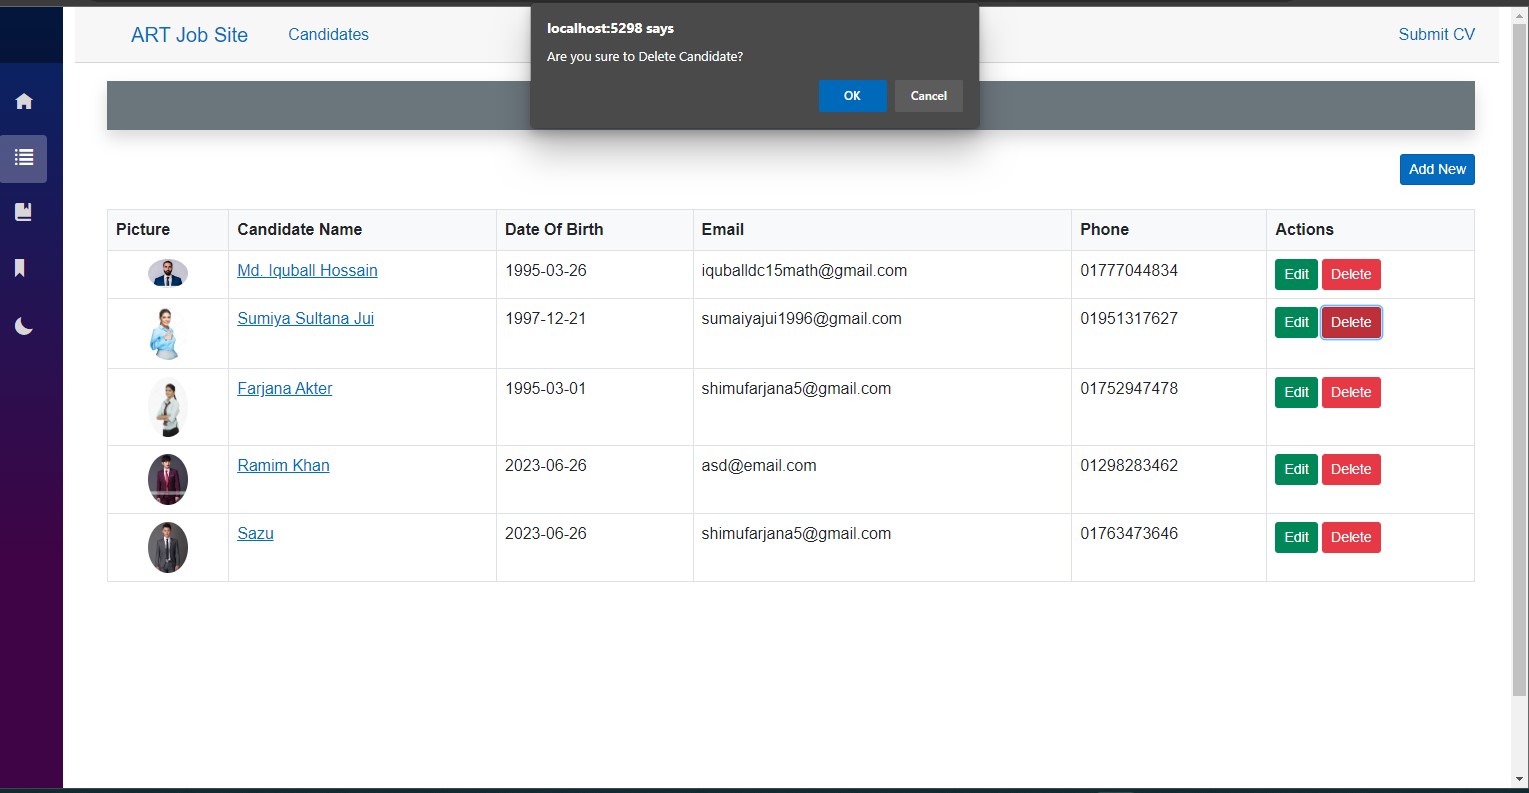 localhost:5298 says
Are you sure to Delete Candidate?
OK Cancel
ART Job Site Candidates Submit CV
Add New
Picture Candidate Name Date Of Birth Email Phone Actions
Md. Iquball Hossain 1995-03-26 iquballdc15math@gmail.com 01777044834 Edit Delete
Sumiya Sultana Jui 1997-12-21 sumaiyajui1996@gmail.com 01951317627 Edit Delete
Farjana Akter 1995-03-01 shimufarjana5@gmail.com 01752947478 Edit Delete
Ramim Khan 2023-06-26 asd@email.com 01298283462 Edit Delete
Sazu 2023-06-26 shimufarjana5@gmail.com 01763473646 Edit Delete